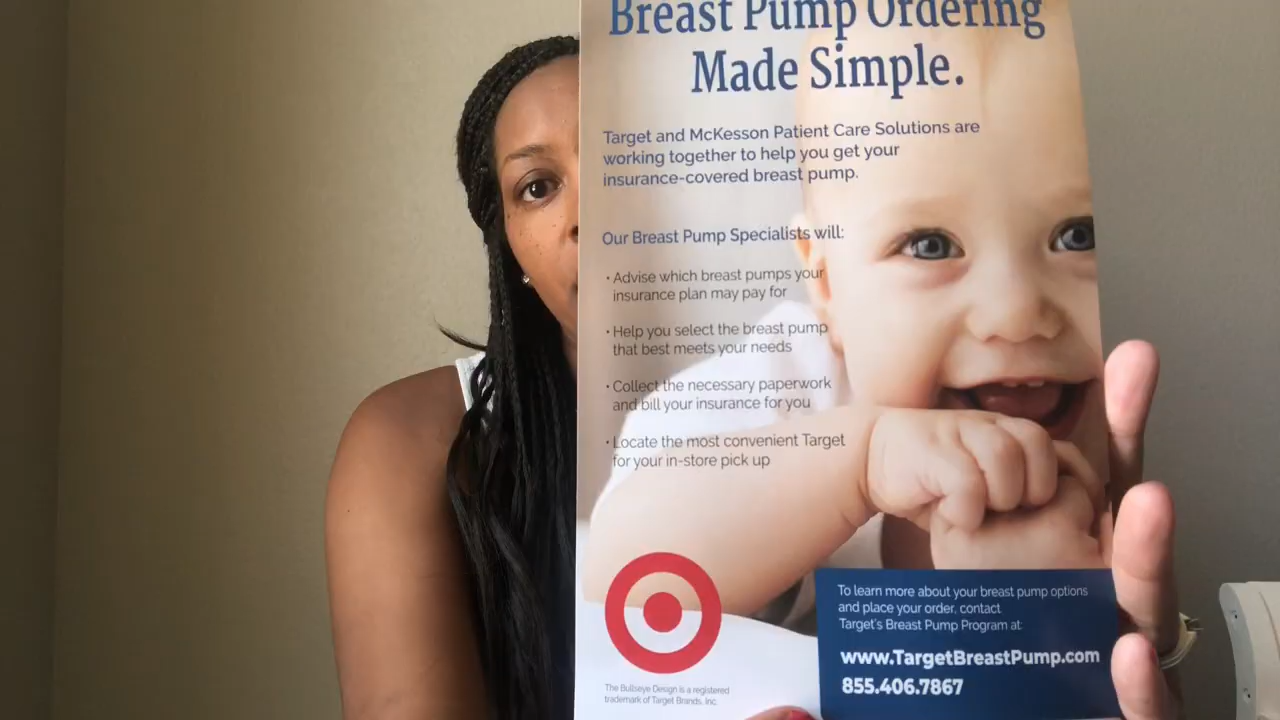 Breast Pump Ordering
Made Simple.
Target and McKesson Patient Care Solutions are
working together to help you get your
insurance-covered breast pump.
Our Breast Pump Specialists will:
• Advise which breast pumps your
insurance plan may pay for
• Help you select the breast pump
that best meets your needs
• Collect the necessary paperwork
and bill your insurance for you
• Locate the most convenient Target
for your in-store pick up
To learn more about your breast pump options
and place your order, contact
Target's Breast Pump Program at:
www.TargetBreastPump.com
855.406.7867
The Bullseye Design is a registered
trademark of Target Brands, Inc.